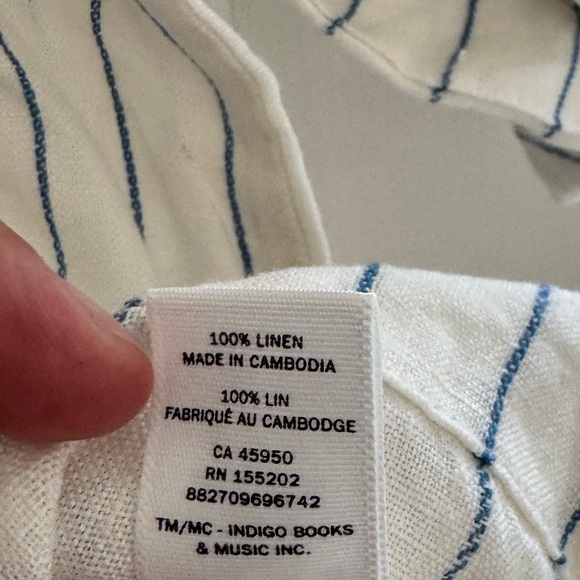 100% LINEN
MADE IN CAMBODIA
100% LIN
FABRIQUÉ AU CAMBODGE
CA 45950
RN 155202
882709696742
TM/MC - INDIGO BOOKS
& MUSIC INC.